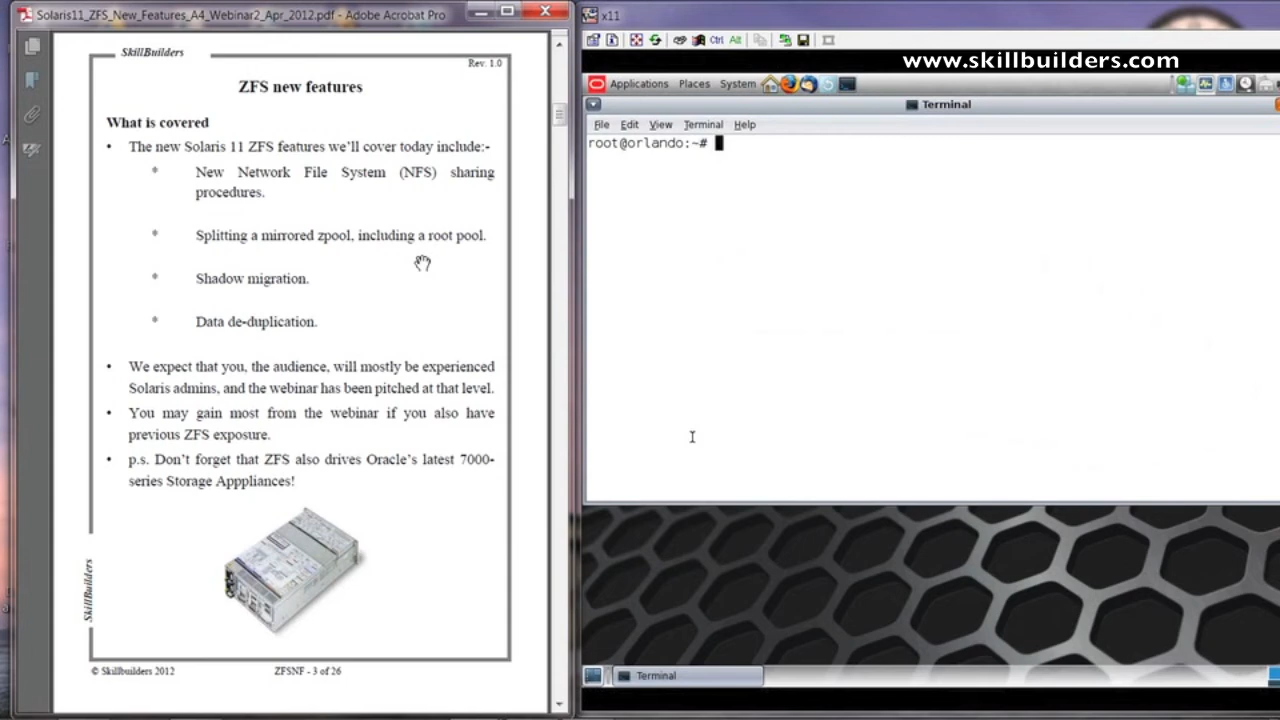 Solaris11_ZFS_New_Features_A4_Webinar2_Apr_2012.pdf - Adobe Acrobat Pro
SkillBuilders
Rev. 1.0
ZFS new features
What is covered
• The new Solaris 11 ZFS features we'll cover today include:-
* New Network File System (NFS) sharing
procedures.
* Splitting a mirrored zpool, including a root pool.
* Shadow migration.
* Data de-duplication.
• We expect that you, the audience, will mostly be experienced
Solaris admins, and the webinar has been pitched at that level.
• You may gain most from the webinar if you also have
previous ZFS exposure.
• p.s. Don't forget that ZFS also drives Oracle's latest 7000-
series Storage Apppliances!
SkillBuilders
© Skillbuilders 2012 ZFSNF - 3 of 26
x11
Ctrl Alt
www.skillbuilders.com
Applications Places System
Terminal
File Edit View Terminal Help
root@orlando:~#
Terminal